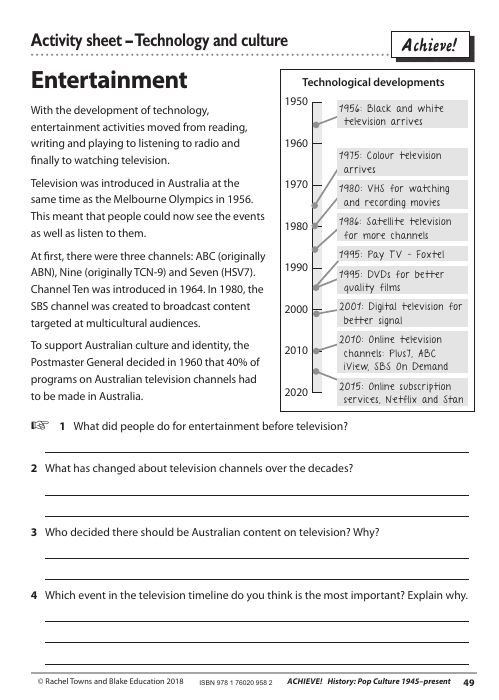 Activity sheet – Technology and culture
Achieve!
Entertainment
With the development of technology,
entertainment activities moved from reading,
writing and playing to listening to radio and
finally to watching television.
Television was introduced in Australia at the
same time as the Melbourne Olympics in 1956.
This meant that people could now see the events
as well as listen to them.
At first, there were three channels: ABC (originally
ABN), Nine (originally TCN-9) and Seven (HSV7).
Channel Ten was introduced in 1964. In 1980, the
SBS channel was created to broadcast content
targeted at multicultural audiences.
To support Australian culture and identity, the
Postmaster General decided in 1960 that 40% of
programs on Australian television channels had
to be made in Australia.
Technological developments
1950
1956: Black and white
television arrives
1960
1975: Colour television
arrives
1970
1980: VHS for watching
and recording movies
1980
1986: Satellite television
for more channels
1995: Pay TV - Foxtel
1990
1995: DVDs for better
quality films
2000
2001: Digital television for
better signal
2010
2010: Online television
channels: Plus7, ABC
iView, SBS On Demand
2020
2015: Online subscription
services, Netflix and Stan
1 What did people do for entertainment before television?
2 What has changed about television channels over the decades?
3 Who decided there should be Australian content on television? Why?
4 Which event in the television timeline do you think is the most important? Explain why.
© Rachel Towns and Blake Education 2018 ISBN 978 1 76020 958 2 ACHIEVE! History: Pop Culture 1945–present 49